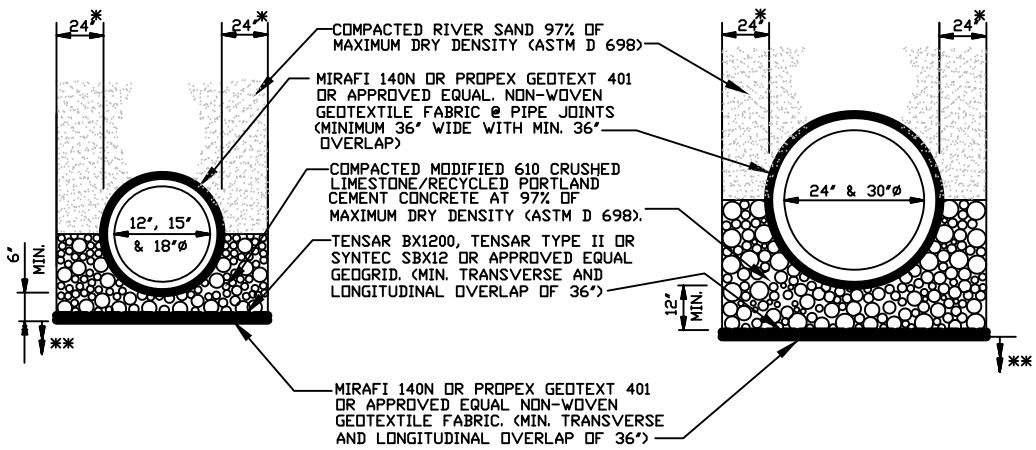 24"*
24"*
COMPACTED RIVER SAND 97% OF
MAXIMUM DRY DENSITY (ASTM D 698)
24"*
24"*
MIRAFI 140N OR PROPEX GEOTEXT 401
OR APPROVED EQUAL. NON-WOVEN
GEOTEXTILE FABRIC @ PIPE JOINTS
(MINIMUM 36" WIDE WITH MIN. 36"
OVERLAP)
COMPACTED MODIFIED 610 CRUSHED
LIMESTONE/RECYCLED PORTLAND
CEMENT CONCRETE AT 97% OF
MAXIMUM DRY DENSITY (ASTM D 698).
12", 15"
& 18"Ø
24" & 30"Ø
TENSAR BX1200, TENSAR TYPE II OR
SYNTEC SBX12 OR APPROVED EQUAL
GEOGRID. (MIN. TRANSVERSE AND
LONGITUDINAL OVERLAP OF 36")
6"
MIN.
12"
MIN.
**
**
MIRAFI 140N OR PROPEX GEOTEXT 401
OR APPROVED EQUAL NON-WOVEN
GEOTEXTILE FABRIC. (MIN. TRANSVERSE
AND LONGITUDINAL OVERLAP OF 36")